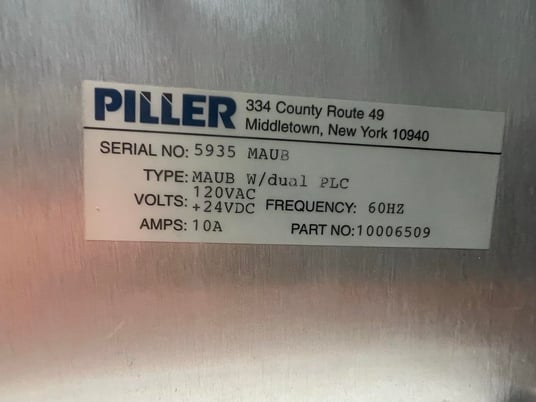 PILLER 334 County Route 49
Middletown, New York 10940
SERIAL NO: 5935 MAUB
TYPE: MAUB W/dual PLC
VOLTS: 120VAC
+24VDC FREQUENCY: 60HZ
AMPS: 10A PART NO: 10006509